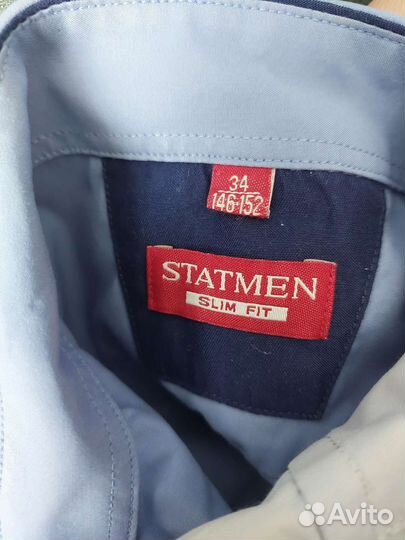 34
146-152
STATMEN
SLIM FIT
Avito